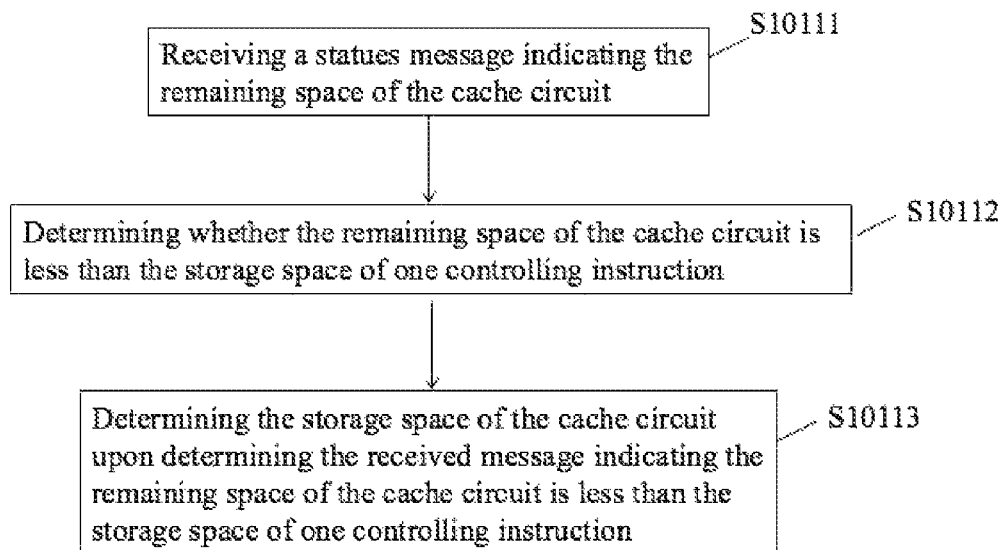 S10111
Receiving a statues message indicating the
remaining space of the cache circuit
S10112
Determining whether the remaining space of the cache circuit is
less than the storage space of one controlling instruction
S10113
Determining the storage space of the cache circuit
upon determining the received message indicating the
remaining space of the cache circuit is less than the
storage space of one controlling instruction